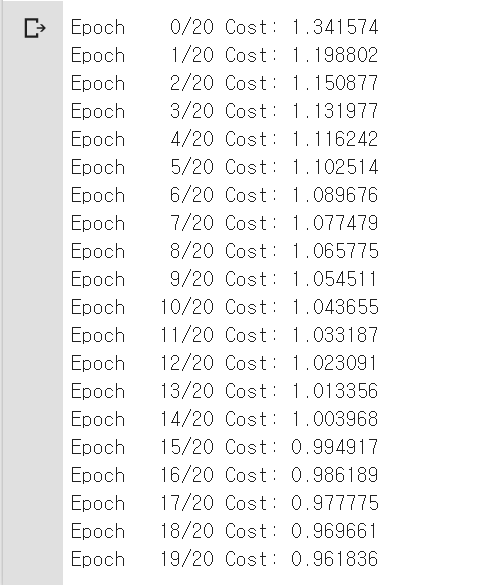 Epoch    0/20 Cost: 1.341574
Epoch    1/20 Cost: 1.198802
Epoch    2/20 Cost: 1.150877
Epoch    3/20 Cost: 1.131977
Epoch    4/20 Cost: 1.116242
Epoch    5/20 Cost: 1.102514
Epoch    6/20 Cost: 1.089676
Epoch    7/20 Cost: 1.077479
Epoch    8/20 Cost: 1.065775
Epoch    9/20 Cost: 1.054511
Epoch   10/20 Cost: 1.043655
Epoch   11/20 Cost: 1.033187
Epoch   12/20 Cost: 1.023091
Epoch   13/20 Cost: 1.013356
Epoch   14/20 Cost: 1.003968
Epoch   15/20 Cost: 0.994917
Epoch   16/20 Cost: 0.986189
Epoch   17/20 Cost: 0.977775
Epoch   18/20 Cost: 0.969661
Epoch   19/20 Cost: 0.961836